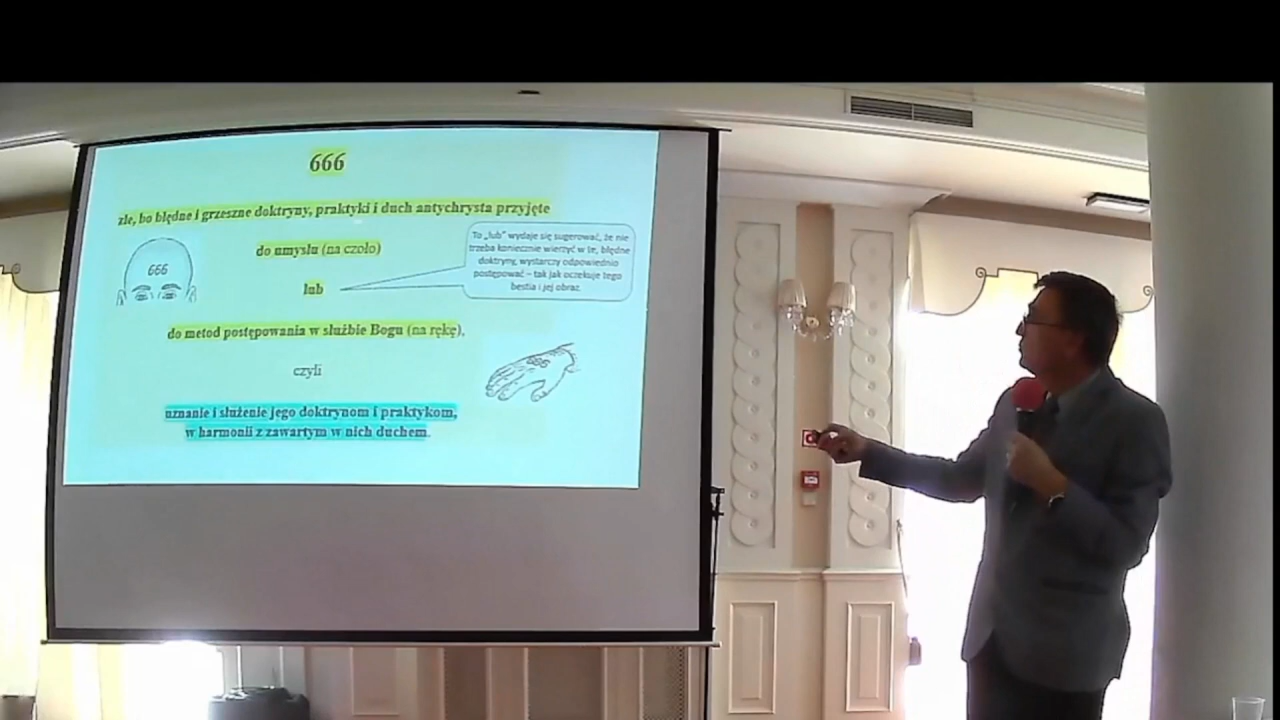 666
złe, bo błędne i grzeszne doktryny, praktyki i duch antychrysta przyjęte
do umysłu (na czoło)
666
lub
To „lub” wydaje się sugerować, że nie
trzeba koniecznie wierzyć w te, błędne
doktryny, wystarczy odpowiednio
postępować – tak jak oczekuje tego
bestia i jej obraz.
do metod postępowania w służbie Bogu (na rękę),
czyli
666
uznanie i służenie jego doktrynom i praktykom,
w harmonii z zawartym w nich duchem.